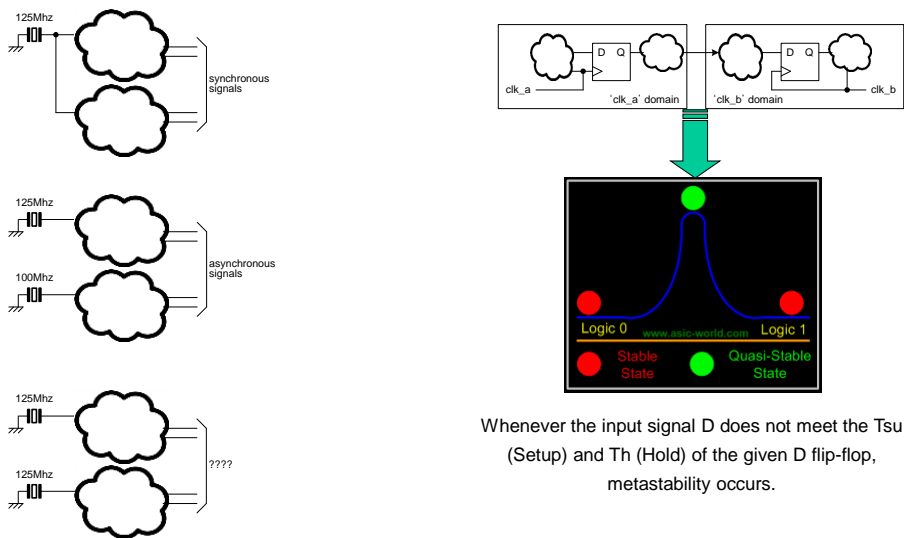 125Mhz
synchronous
signals
125Mhz
100Mhz
asynchronous
signals
125Mhz
125Mhz
????
D Q
D Q
clk_a
'clk_a' domain
'clk_b' domain
clk_b
Logic 0
www.asic-world.com
Logic 1
Stable
State
Quasi-Stable
State
Whenever the input signal D does not meet the Tsu
(Setup) and Th (Hold) of the given D flip-flop,
metastability occurs.